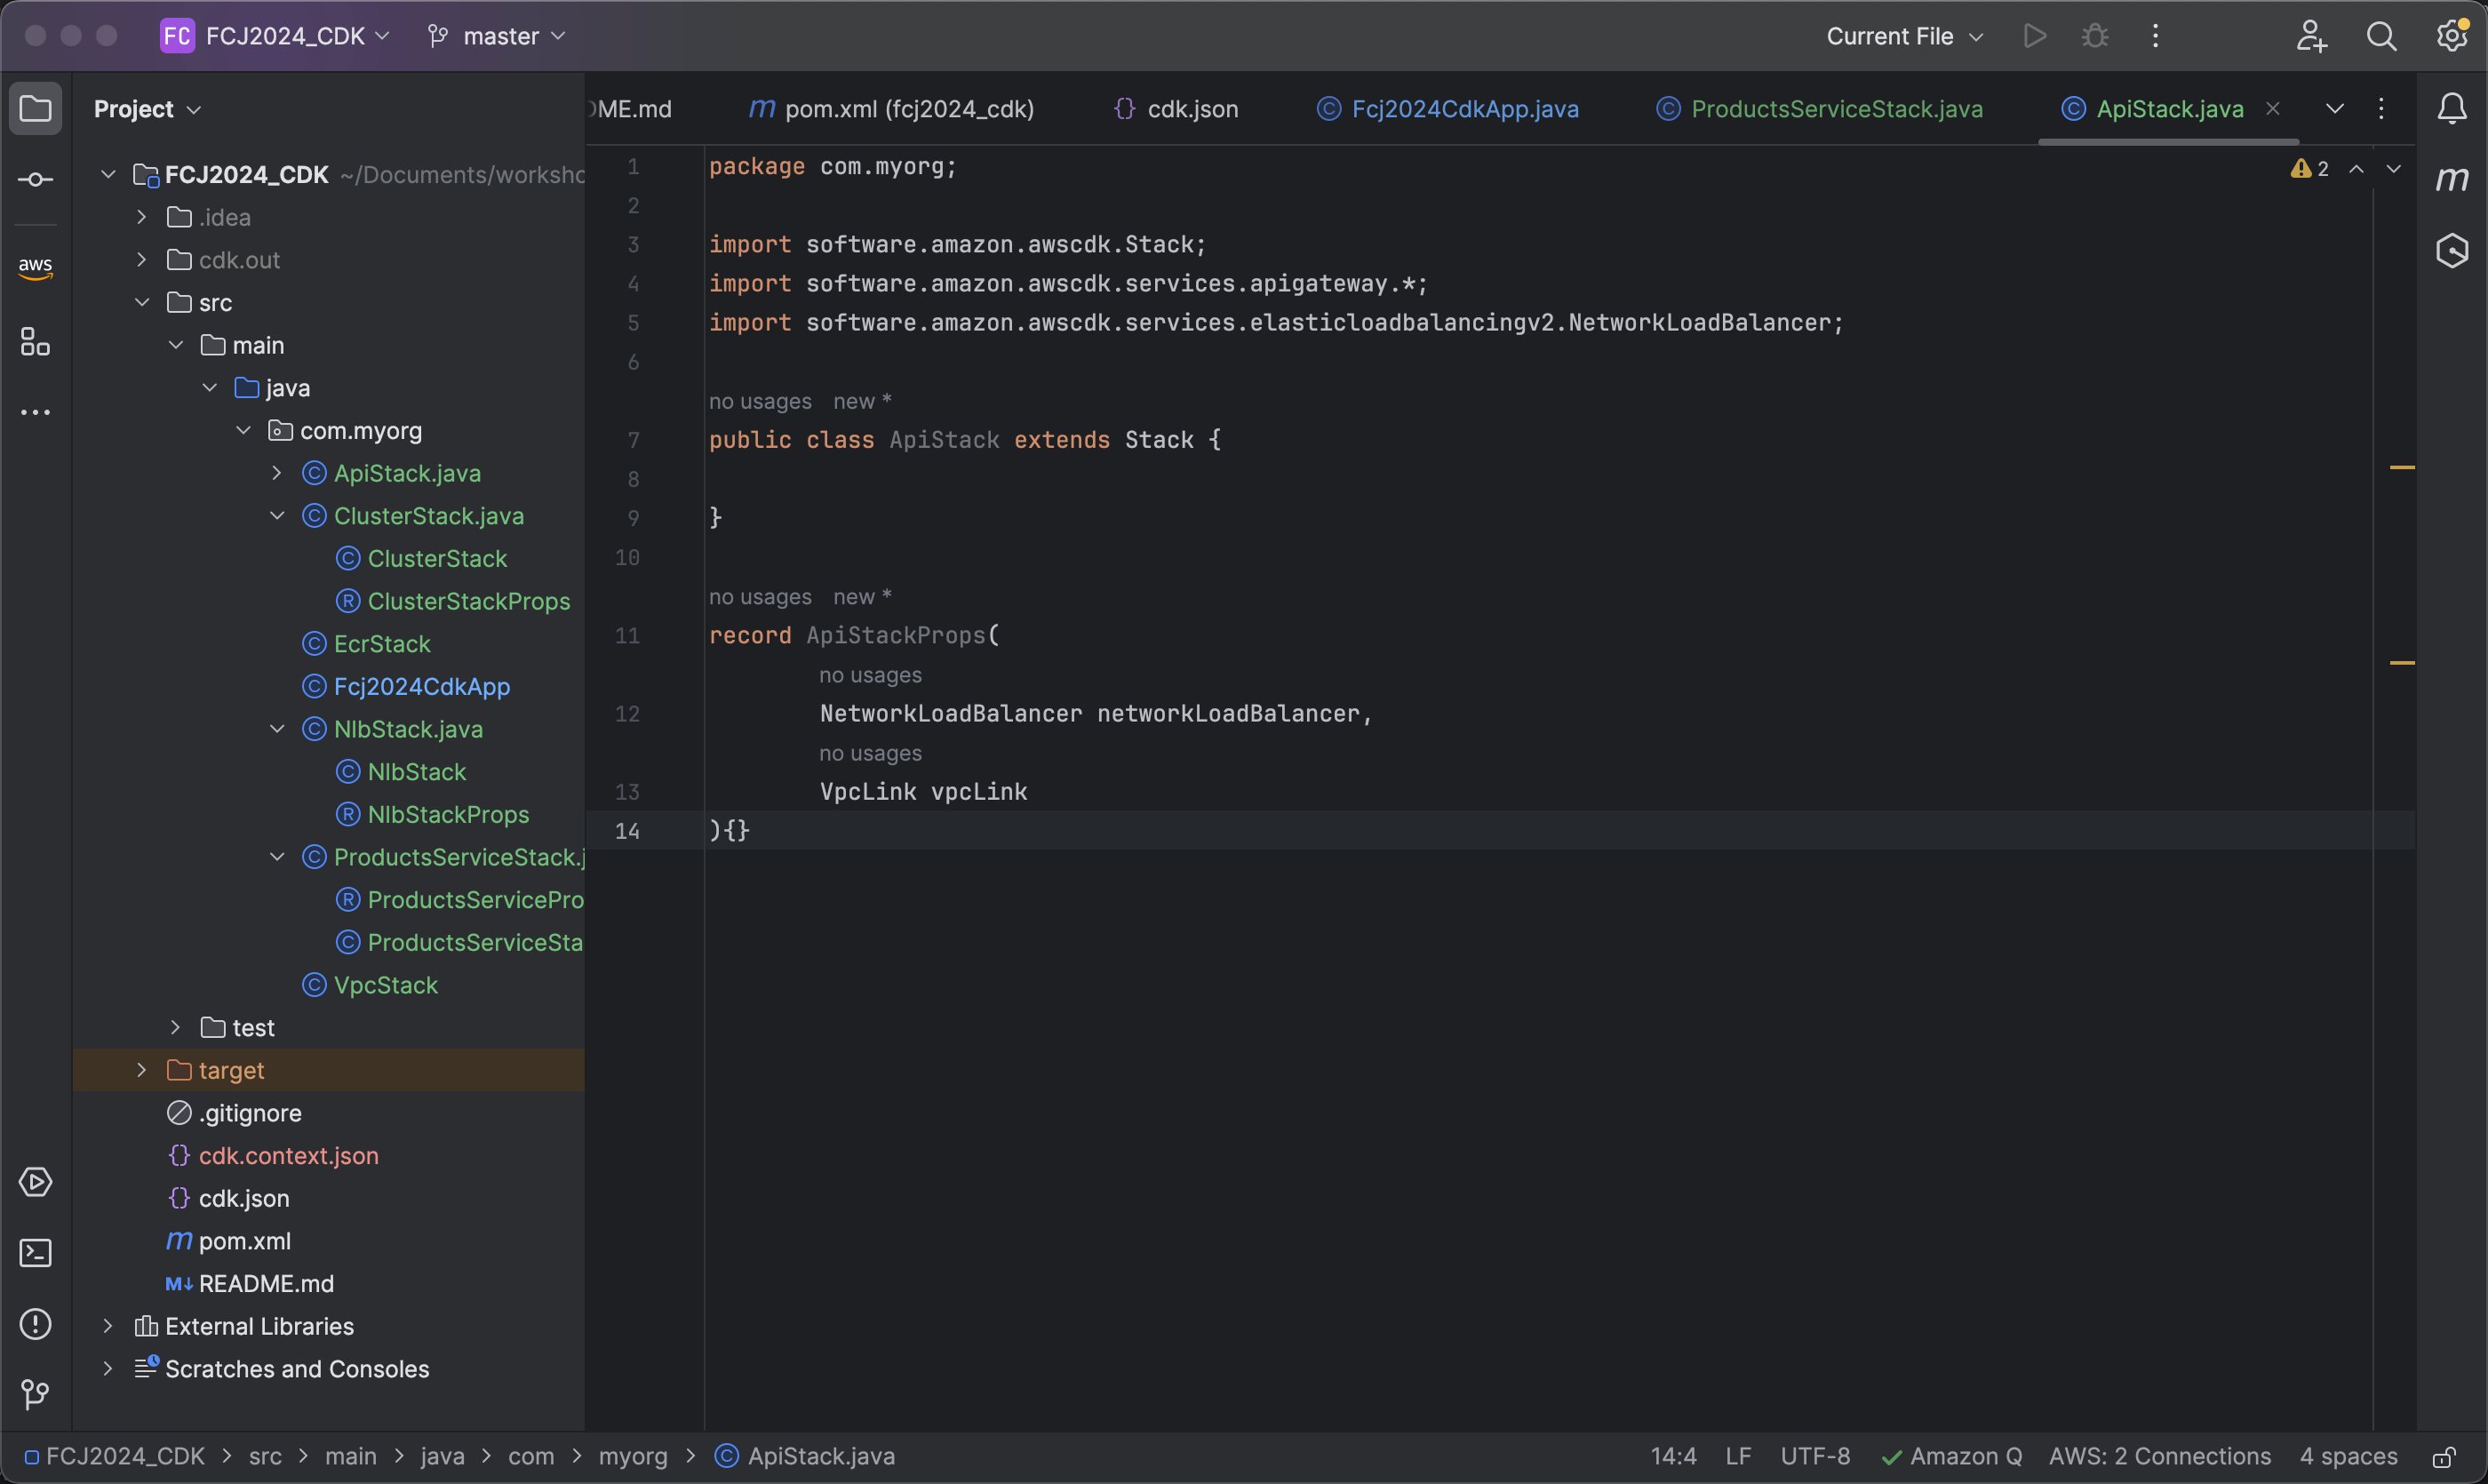 FC FCJ2024_CDK master Current File
Project
DME.md pom.xml (fcj2024_cdk) cdk.json Fcj2024CdkApp.java ProductsServiceStack.java ApiStack.java
FCJ2024_CDK ~/Documents/worksho
.idea
cdk.out
src
main
java
com.myorg
ApiStack.java
ClusterStack.java
ClusterStack
ClusterStackProps
EcrStack
Fcj2024CdkApp
NlbStack.java
NlbStack
NlbStackProps
ProductsServiceStack.j
ProductsServicePro
ProductsServiceSta
VpcStack
test
target
.gitignore
cdk.context.json
cdk.json
pom.xml
README.md
External Libraries
Scratches and Consoles
aws
1 package com.myorg;
2
3 import software.amazon.awscdk.Stack;
4 import software.amazon.awscdk.services.apigateway.*;
5 import software.amazon.awscdk.services.elasticloadbalancingv2.NetworkLoadBalancer;
6
no usages new *
7 public class ApiStack extends Stack {
8
9 }
10
no usages new *
11 record ApiStackProps(
no usages
12 NetworkLoadBalancer networkLoadBalancer,
no usages
13 VpcLink vpcLink
14 ){}
2
FCJ2024_CDK > src > main > java > com > myorg > ApiStack.java
14:4 LF UTF-8 Amazon Q AWS: 2 Connections 4 spaces